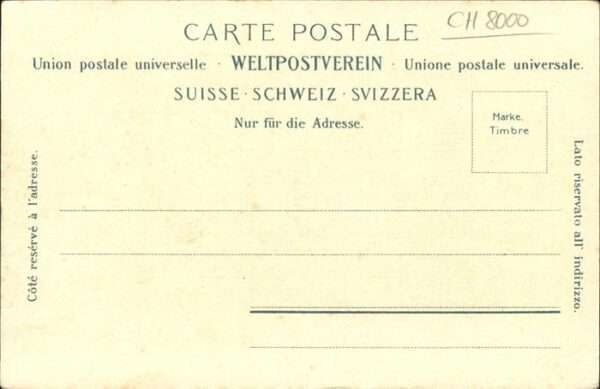 CH 8000
CARTE POSTALE
Union postale universelle · WELTPOSTVEREIN · Unione postale universale.
SUISSE · SCHWEIZ · SVIZZERA
Nur für die Adresse.
Marke.
Timbre
Côté resérvé à l'adresse.
Lato riservato all' indirizzo.